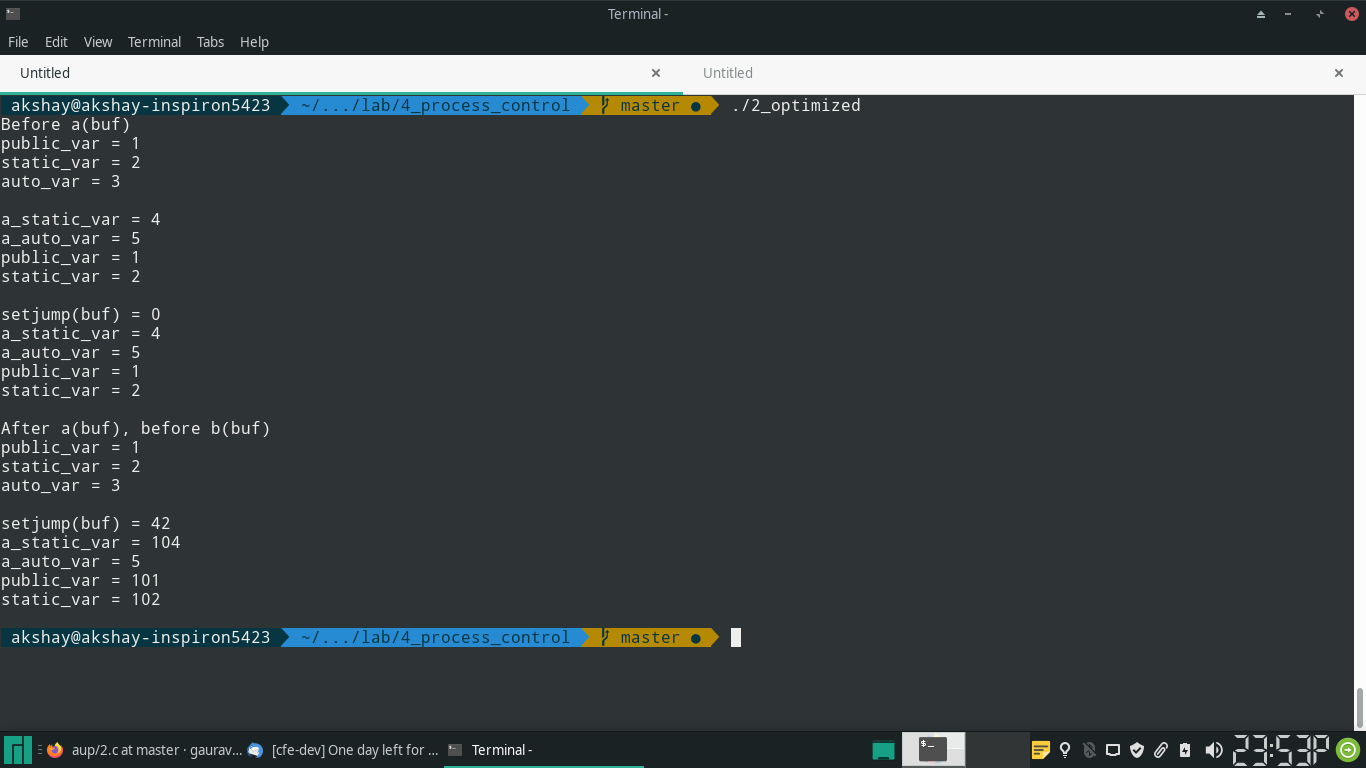 Terminal -
File Edit View Terminal Tabs Help
Untitled
Untitled
akshay@akshay-inspiron5423 ~/.../lab/4_process_control master ● ./2_optimized
Before a(buf)
public_var = 1
static_var = 2
auto_var = 3
a_static_var = 4
a_auto_var = 5
public_var = 1
static_var = 2
setjump(buf) = 0
a_static_var = 4
a_auto_var = 5
public_var = 1
static_var = 2
After a(buf), before b(buf)
public_var = 1
static_var = 2
auto_var = 3
setjump(buf) = 42
a_static_var = 104
a_auto_var = 5
public_var = 101
static_var = 102
akshay@akshay-inspiron5423 ~/.../lab/4_process_control master ●
aup/2.c at master · gaurav... [cfe-dev] One day left for ... Terminal - 23:53P